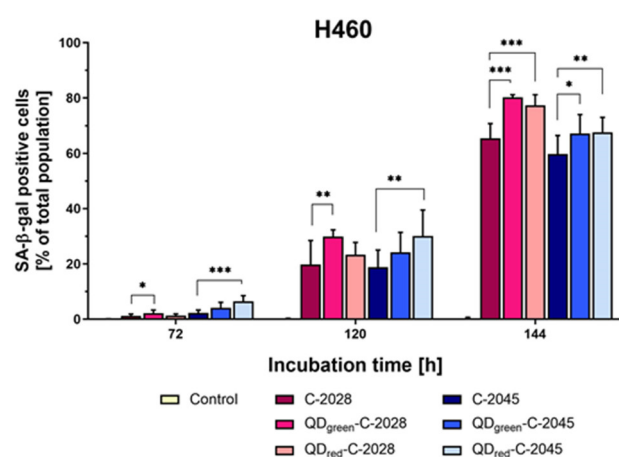 H460
SA-β-gal positive cells
[% of total population]
100
80
60
40
20
0
*
***
**
**
***
***
*
**
72 120 144
Incubation time [h]
Control C-2028 C-2045
QDgreen-C-2028 QDgreen-C-2045
QDred-C-2028 QDred-C-2045